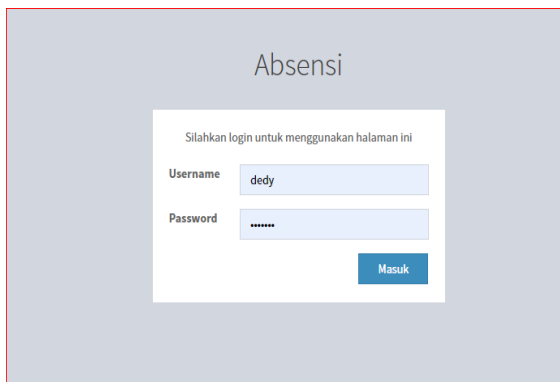 Absensi
Silahkan login untuk menggunakan halaman ini
Username
dedy
Password
•••••••
Masuk